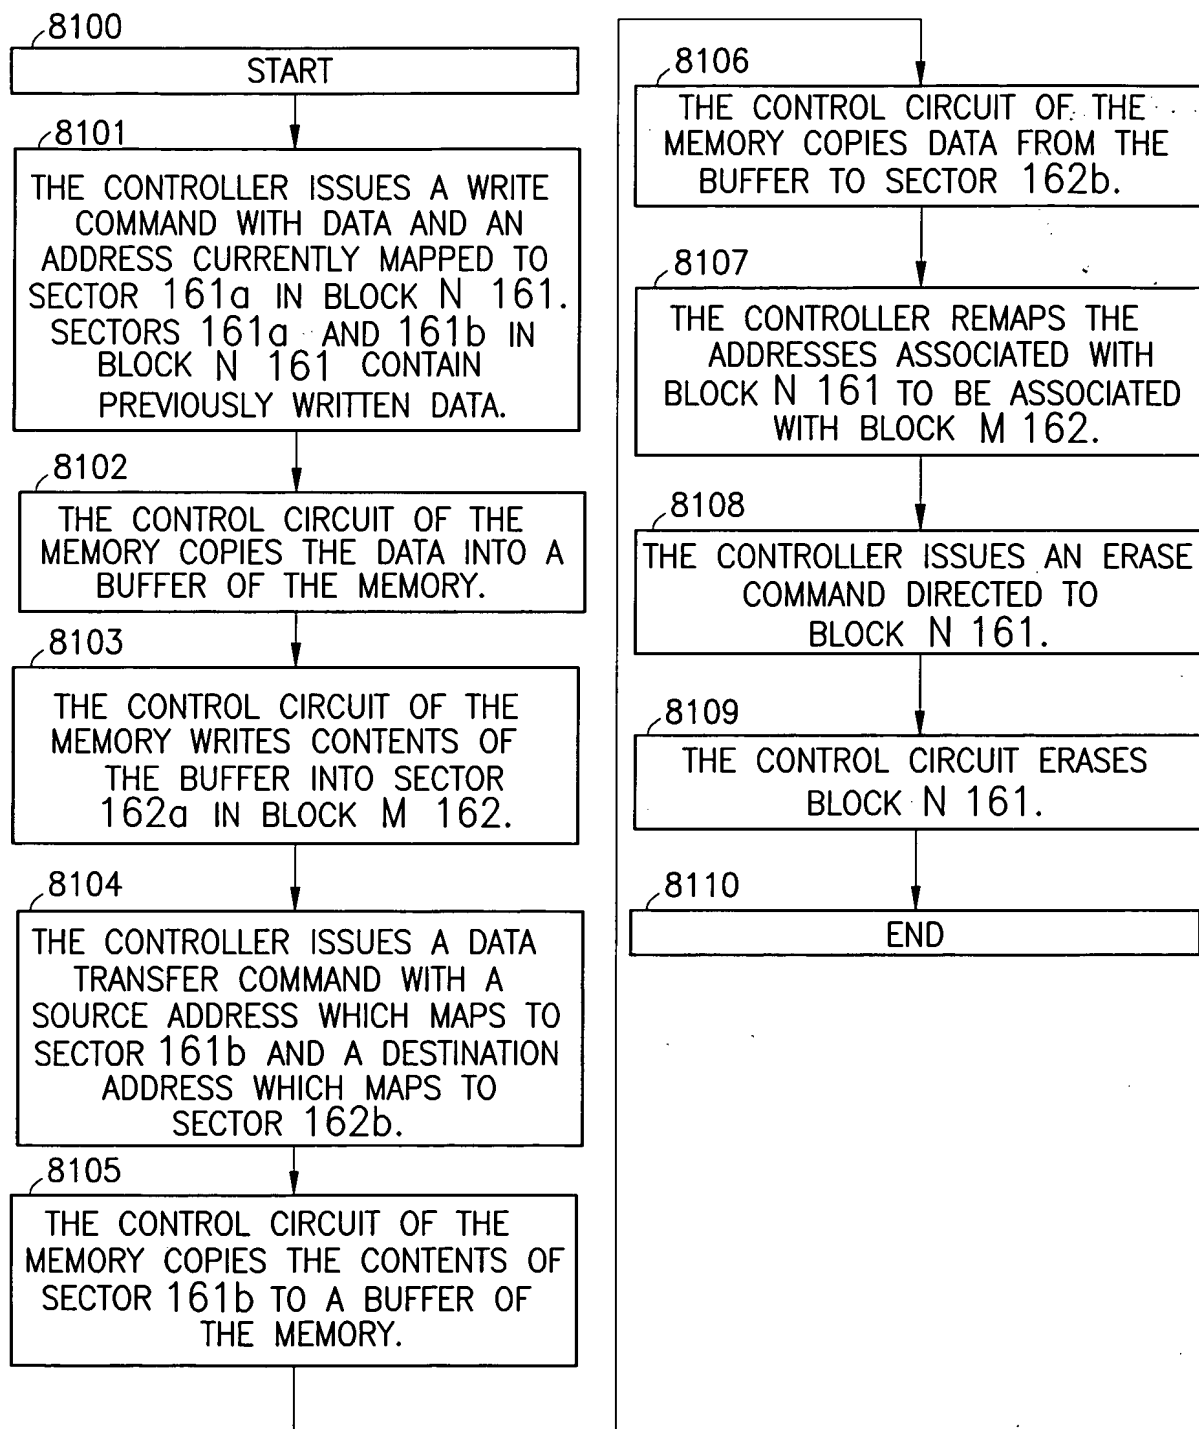 8100
START
8101
THE CONTROLLER ISSUES A WRITE
COMMAND WITH DATA AND AN
ADDRESS CURRENTLY MAPPED TO
SECTOR 161a IN BLOCK N 161.
SECTORS 161a AND 161b IN
BLOCK N 161 CONTAIN
PREVIOUSLY WRITTEN DATA.
8102
THE CONTROL CIRCUIT OF THE
MEMORY COPIES THE DATA INTO A
BUFFER OF THE MEMORY.
8103
THE CONTROL CIRCUIT OF THE
MEMORY WRITES CONTENTS OF
THE BUFFER INTO SECTOR
162a IN BLOCK M 162.
8104
THE CONTROLLER ISSUES A DATA
TRANSFER COMMAND WITH A
SOURCE ADDRESS WHICH MAPS TO
SECTOR 161b AND A DESTINATION
ADDRESS WHICH MAPS TO
SECTOR 162b.
8105
THE CONTROL CIRCUIT OF THE
MEMORY COPIES THE CONTENTS OF
SECTOR 161b TO A BUFFER OF
THE MEMORY.
8106
THE CONTROL CIRCUIT OF THE
MEMORY COPIES DATA FROM THE
BUFFER TO SECTOR 162b.
8107
THE CONTROLLER REMAPS THE
ADDRESSES ASSOCIATED WITH
BLOCK N 161 TO BE ASSOCIATED
WITH BLOCK M 162.
8108
THE CONTROLLER ISSUES AN ERASE
COMMAND DIRECTED TO
BLOCK N 161.
8109
THE CONTROL CIRCUIT ERASES
BLOCK N 161.
8110
END